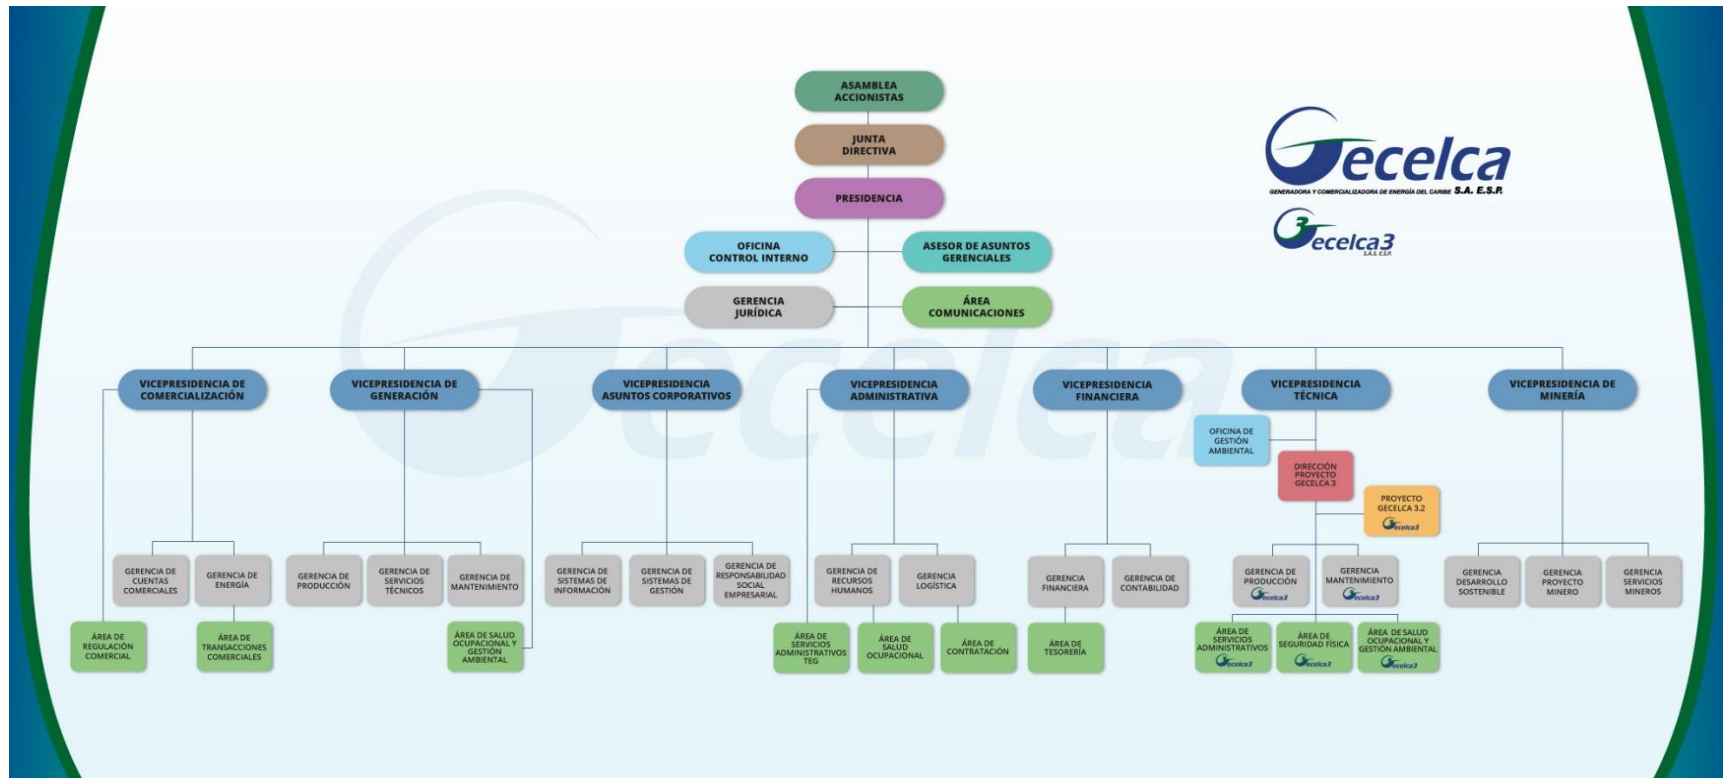 ASAMBLEA
ACCIONISTAS
JUNTA
DIRECTIVA
PRESIDENCIA
OFICINA
CONTROL INTERNO
ASESOR DE ASUNTOS
GERENCIALES
GERENCIA
JURÍDICA
ÁREA
COMUNICACIONES
Gecelca
GENERADORA Y COMERCIALIZADORA DE ENERGÍA DEL CARIBE S.A. E.S.P.
Gecelca3
S.A.S. E.S.P.
Gecelca
VICEPRESIDENCIA DE
COMERCIALIZACIÓN
VICEPRESIDENCIA DE
GENERACIÓN
VICEPRESIDENCIA
ASUNTOS CORPORATIVOS
VICEPRESIDENCIA
ADMINISTRATIVA
VICEPRESIDENCIA
FINANCIERA
VICEPRESIDENCIA
TÉCNICA
VICEPRESIDENCIA DE
MINERÍA
OFICINA DE
GESTIÓN
AMBIENTAL
DIRECCIÓN
PROYECTO
GECELCA 3
PROYECTO
GECELCA 3.2
Gecelca3
GERENCIA DE
CUENTAS
COMERCIALES
GERENCIA DE
ENERGÍA
GERENCIA DE
PRODUCCIÓN
GERENCIA DE
SERVICIOS
TÉCNICOS
GERENCIA DE
MANTENIMIENTO
GERENCIA DE
SISTEMAS DE
INFORMACIÓN
GERENCIA DE
SISTEMAS DE
GESTIÓN
GERENCIA DE
RESPONSABILIDAD
SOCIAL
EMPRESARIAL
GERENCIA DE
RECURSOS
HUMANOS
GERENCIA
LOGÍSTICA
GERENCIA
FINANCIERA
GERENCIA DE
CONTABILIDAD
GERENCIA DE
PRODUCCIÓN
Gecelca3
GERENCIA
MANTENIMIENTO
Gecelca3
GERENCIA
DESARROLLO
SOSTENIBLE
GERENCIA
PROYECTO
MINERO
GERENCIA
SERVICIOS
MINEROS
ÁREA DE
REGULACIÓN
COMERCIAL
ÁREA DE
TRANSACCIONES
COMERCIALES
ÁREA DE SALUD
OCUPACIONAL Y
GESTIÓN
AMBIENTAL
ÁREA DE
SERVICIOS
ADMINISTRATIVOS
TEG
ÁREA DE
SALUD
OCUPACIONAL
ÁREA DE
CONTRATACIÓN
ÁREA DE
TESORERÍA
ÁREA DE
SERVICIOS
ADMINISTRATIVOS
Gecelca3
ÁREA DE
SEGURIDAD FÍSICA
Gecelca3
ÁREA DE SALUD
OCUPACIONAL Y
GESTIÓN AMBIENTAL
Gecelca3